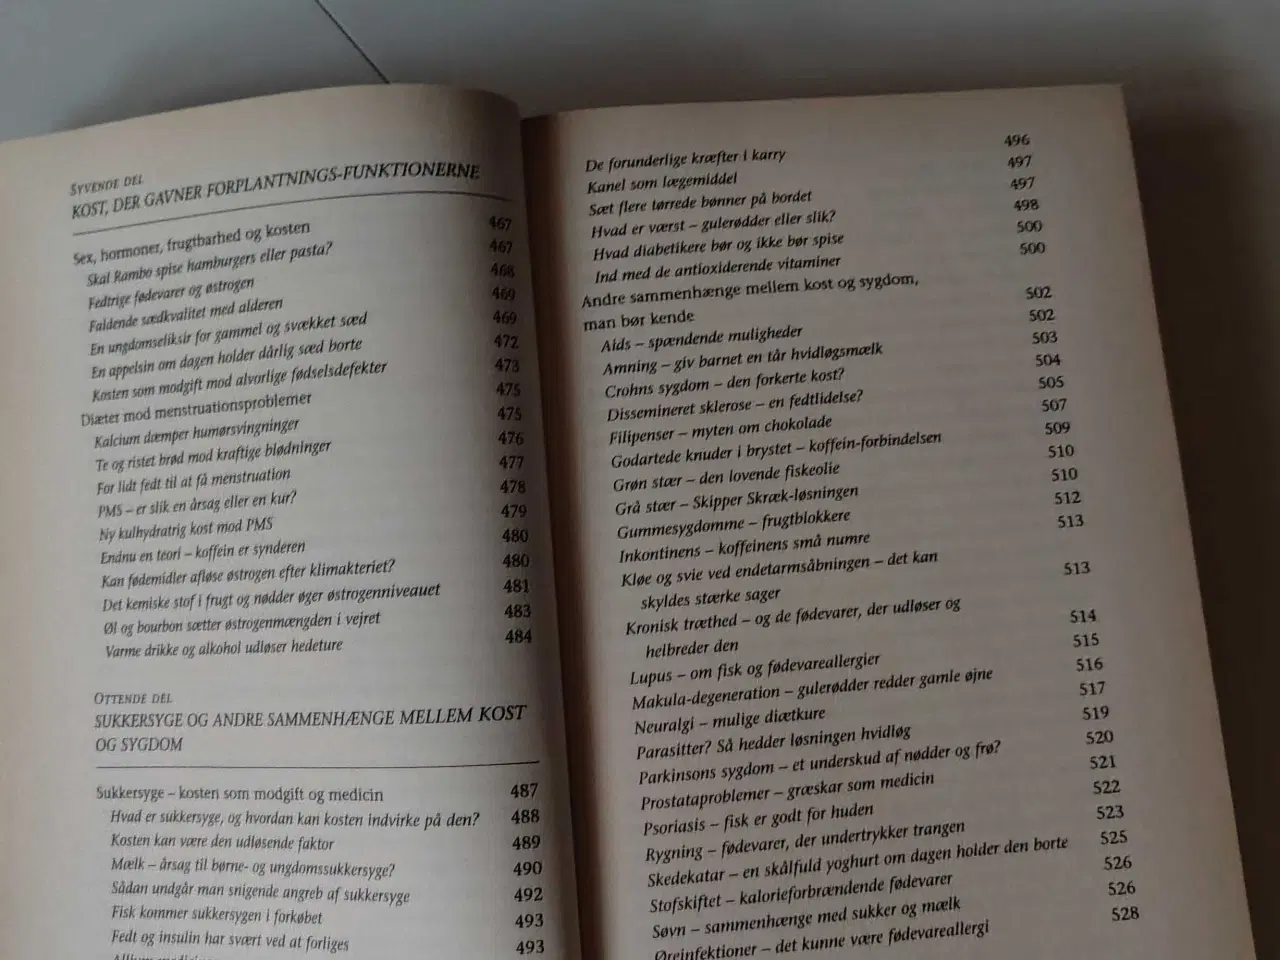 SYVENDE DEL
KOST, DER GAVNER FORPLANTNINGS-FUNKTIONERNE
Sex, hormoner, frugtbarhed og kosten 467
Skal Rambo spise hamburgers eller pasta? 467
Fedtrige fødevarer og østrogen 468
Faldende sædkvalitet med alderen 469
En ungdomseliksir for gammel og svækket sæd 469
En appelsin om dagen holder dårlig sæd borte 472
Kosten som modgift mod alvorlige fødselsdefekter 473
Diæter mod menstruationsproblemer 475
Kalcium dæmper humørsvingninger 475
Te og ristet brød mod kraftige blødninger 476
For lidt fedt til at få menstruation 477
PMS – er slik en årsag eller en kur? 478
Ny kulhydratrig kost mod PMS 479
Endnu en teori – koffein er synderen 480
Kan fødemidler afløse østrogen efter klimakteriet? 480
Det kemiske stof i frugt og nødder øger østrogenniveauet 481
Øl og bourbon sætter østrogenmængden i vejret 483
Varme drikke og alkohol udløser hedeture 484
OTTENDE DEL
SUKKERSYGE OG ANDRE SAMMENHÆNGE MELLEM KOST
OG SYGDOM
Sukkersyge – kosten som modgift og medicin 487
Hvad er sukkersyge, og hvordan kan kosten indvirke på den? 488
Kosten kan være den udløsende faktor 489
Mælk – årsag til børne- og ungdomssukkersyge? 490
Sådan undgår man snigende angreb af sukkersyge 492
Fisk kommer sukkersygen i forkøbet 493
Fedt og insulin har svært ved at forliges 493
De forunderlige kræfter i karry 496
Kanel som lægemiddel 497
Sæt flere tørrede bønner på bordet 497
Hvad er værst – gulerødder eller slik? 498
Hvad diabetikere bør og ikke bør spise 500
Ind med de antioxiderende vitaminer 500
Andre sammenhænge mellem kost og sygdom,
man bør kende 502
Aids – spændende muligheder 502
Amning – giv barnet en tår hvidløgsmælk 503
Crohns sygdom – den forkerte kost? 504
Dissemineret sklerose – en fedtlidelse? 505
Filipenser – myten om chokolade 507
Godartede knuder i brystet – koffein-forbindelsen 509
Grøn stær – den lovende fiskeolie 510
Grå stær – Skipper Skræk-løsningen 510
Gummesygdomme – frugtblokkere 512
Inkontinens – koffeinens små numre 513
Kløe og svie ved endetarmsåbningen – det kan
skyldes stærke sager 513
Kronisk træthed – og de fødevarer, der udløser og
helbreder den 514
Lupus – om fisk og fødevareallergier 515
Makula-degeneration – gulerødder redder gamle øjne 516
Neuralgi – mulige diætkure 517
Parasitter? Så hedder løsningen hvidløg 519
Parkinsons sygdom – et underskud af nødder og frø? 520
Prostataproblemer – græskar som medicin 521
Psoriasis – fisk er godt for huden 522
Rygning – fødevarer, der undertrykker trangen 523
Skedekatar – en skålfuld yoghurt om dagen holder den borte 525
Stofskiftet – kalorieforbrændende fødevarer 526
Søvn – sammenhænge med sukker og mælk 526
Øreinfektioner – det kunne være fødevareallergi 528